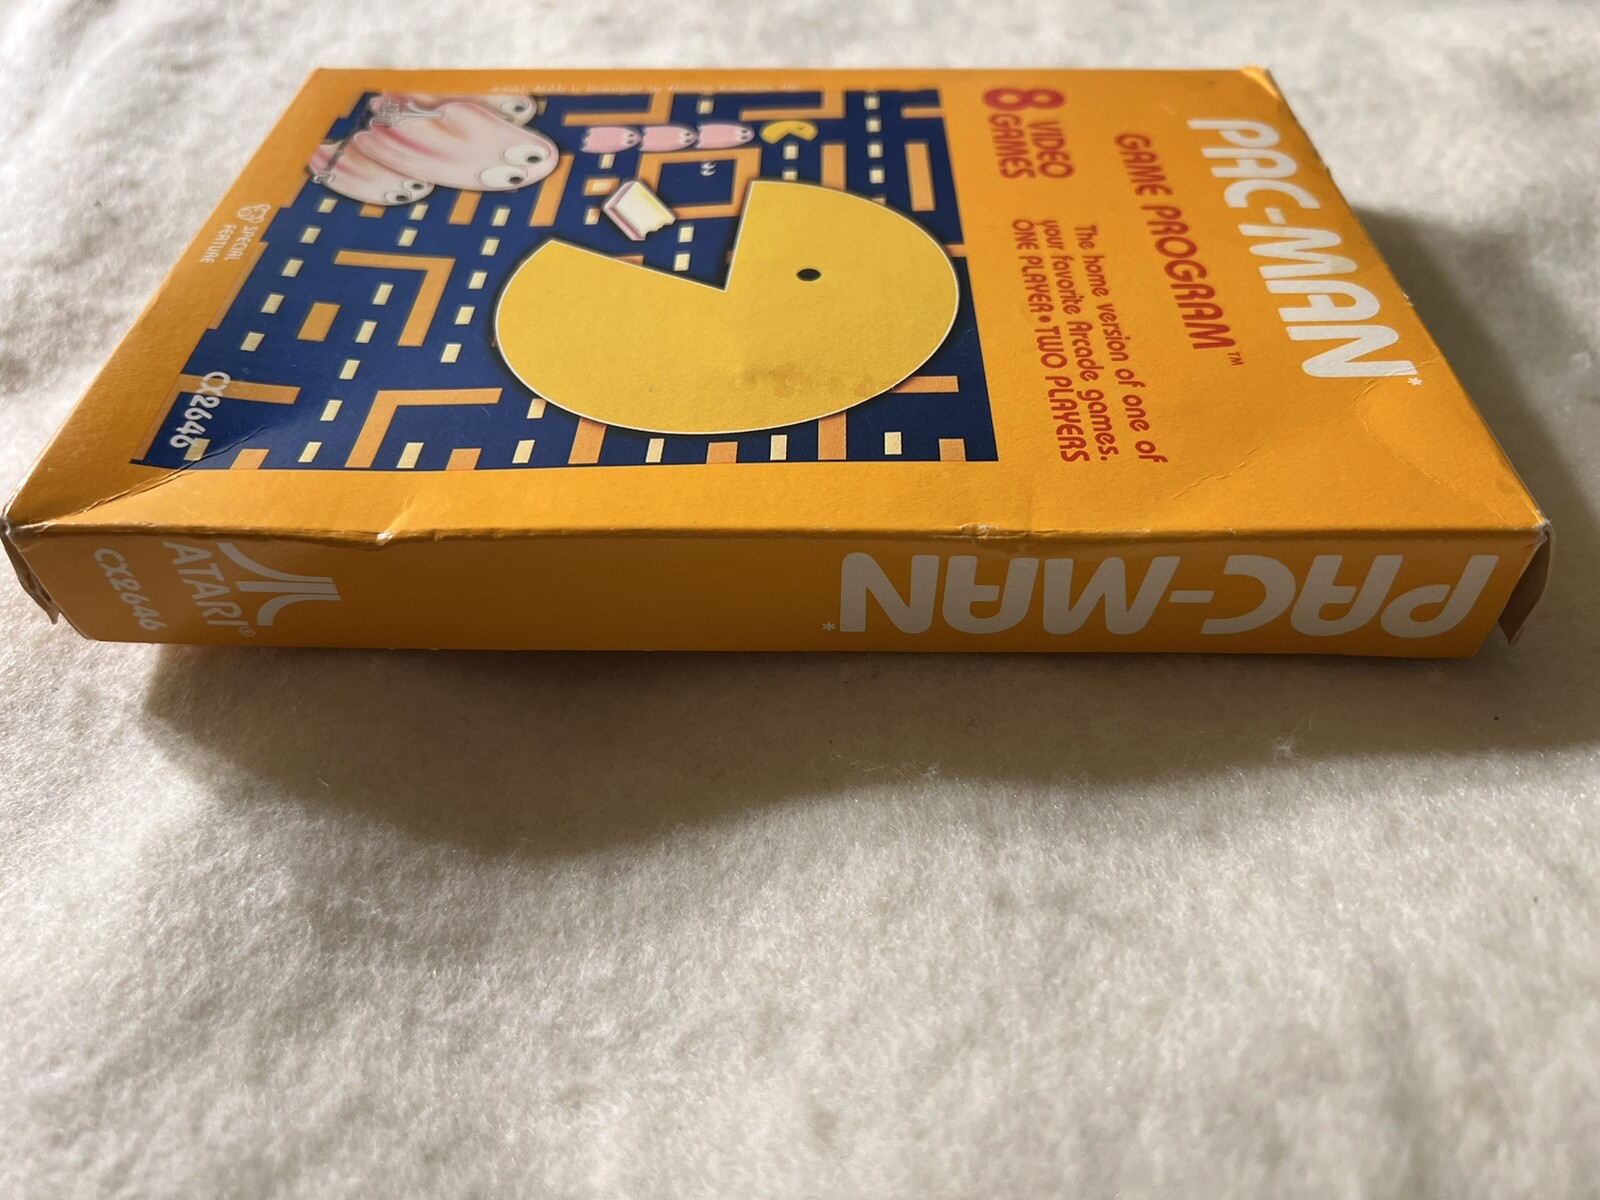 PAC-MAN*
GAME PROGRAM™
8 VIDEO
GAMES
The home version of one of
your favorite Arcade games.
ONE PLAYER • TWO PLAYERS
SPECIAL
FEATURE
CX2646
PAC-MAN*
ATARI®
CX2646